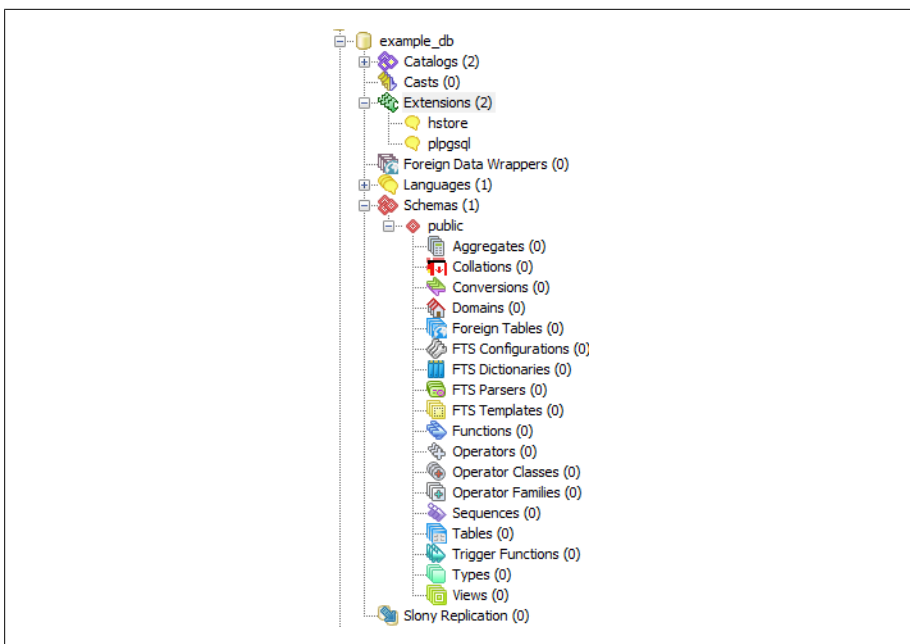 example_db
Catalogs (2)
Casts (0)
Extensions (2)
hstore
plpgsql
Foreign Data Wrappers (0)
Languages (1)
Schemas (1)
public
Aggregates (0)
Collations (0)
Conversions (0)
Domains (0)
Foreign Tables (0)
FTS Configurations (0)
FTS Dictionaries (0)
FTS Parsers (0)
FTS Templates (0)
Functions (0)
Operators (0)
Operator Classes (0)
Operator Families (0)
Sequences (0)
Tables (0)
Trigger Functions (0)
Types (0)
Views (0)
Slony Replication (0)